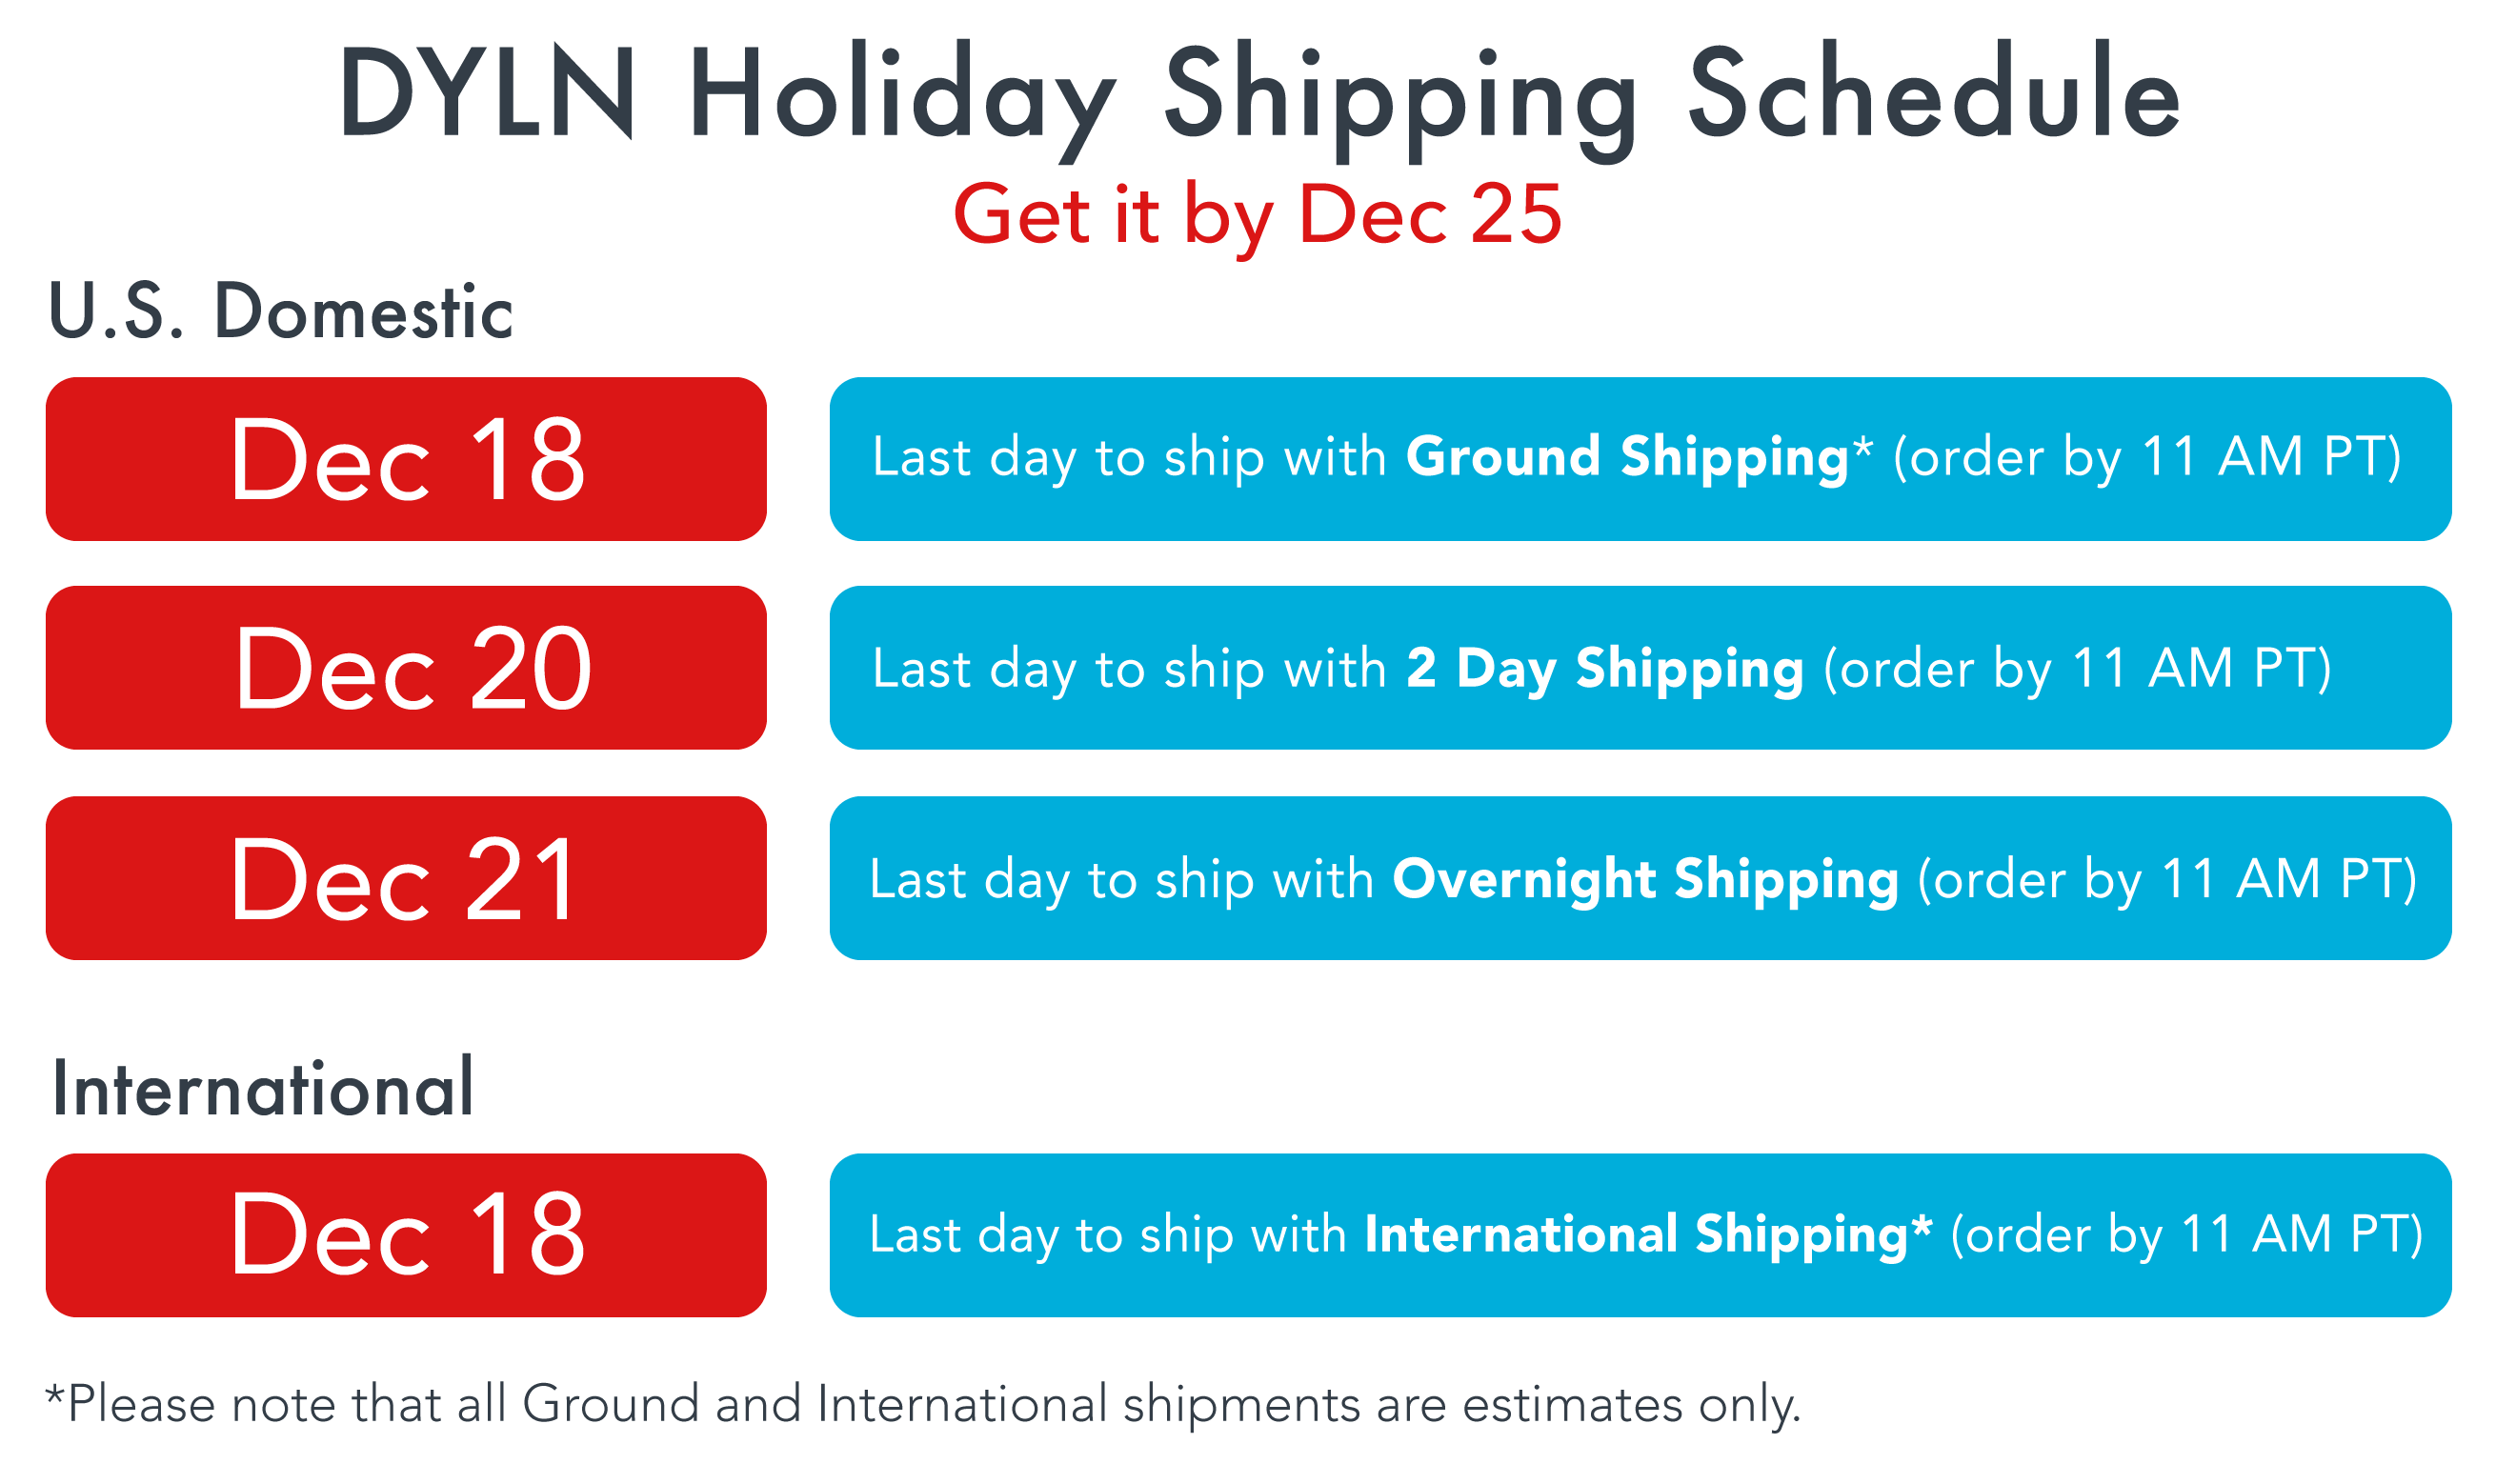 DYLN Holiday Shipping Schedule
Get it by Dec 25
U.S. Domestic
Dec 18
Last day to ship with Ground Shipping* (order by 11 AM PT)
Dec 20
Last day to ship with 2 Day Shipping (order by 11 AM PT)
Dec 21
Last day to ship with Overnight Shipping (order by 11 AM PT)
International
Dec 18
Last day to ship with International Shipping* (order by 11 AM PT)
*Please note that all Ground and International shipments are estimates only.